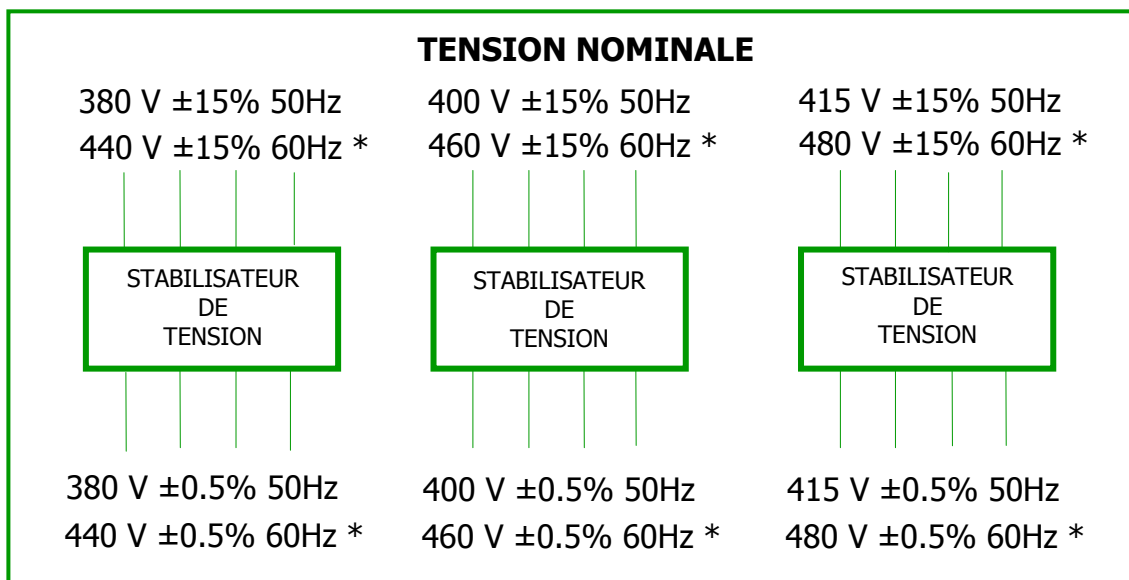 TENSION NOMINALE
380 V ±15% 50Hz
440 V ±15% 60Hz *
400 V ±15% 50Hz
460 V ±15% 60Hz *
415 V ±15% 50Hz
480 V ±15% 60Hz *
STABILISATEUR
DE
TENSION
STABILISATEUR
DE
TENSION
STABILISATEUR
DE
TENSION
380 V ±0.5% 50Hz
440 V ±0.5% 60Hz *
400 V ±0.5% 50Hz
460 V ±0.5% 60Hz *
415 V ±0.5% 50Hz
480 V ±0.5% 60Hz *